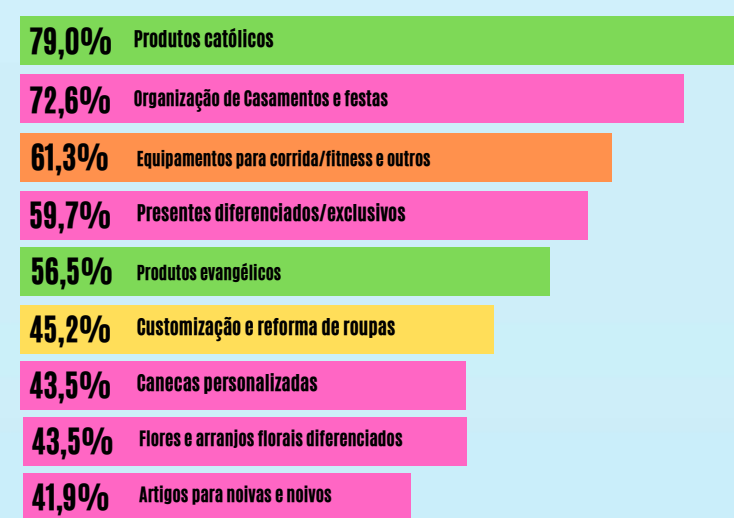 79,0% Produtos católicos
72,6% Organização de Casamentos e festas
61,3% Equipamentos para corrida/fitness e outros
59,7% Presentes diferenciados/exclusivos
56,5% Produtos evangélicos
45,2% Customização e reforma de roupas
43,5% Canecas personalizadas
43,5% Flores e arranjos florais diferenciados
41,9% Artigos para noivas e noivos